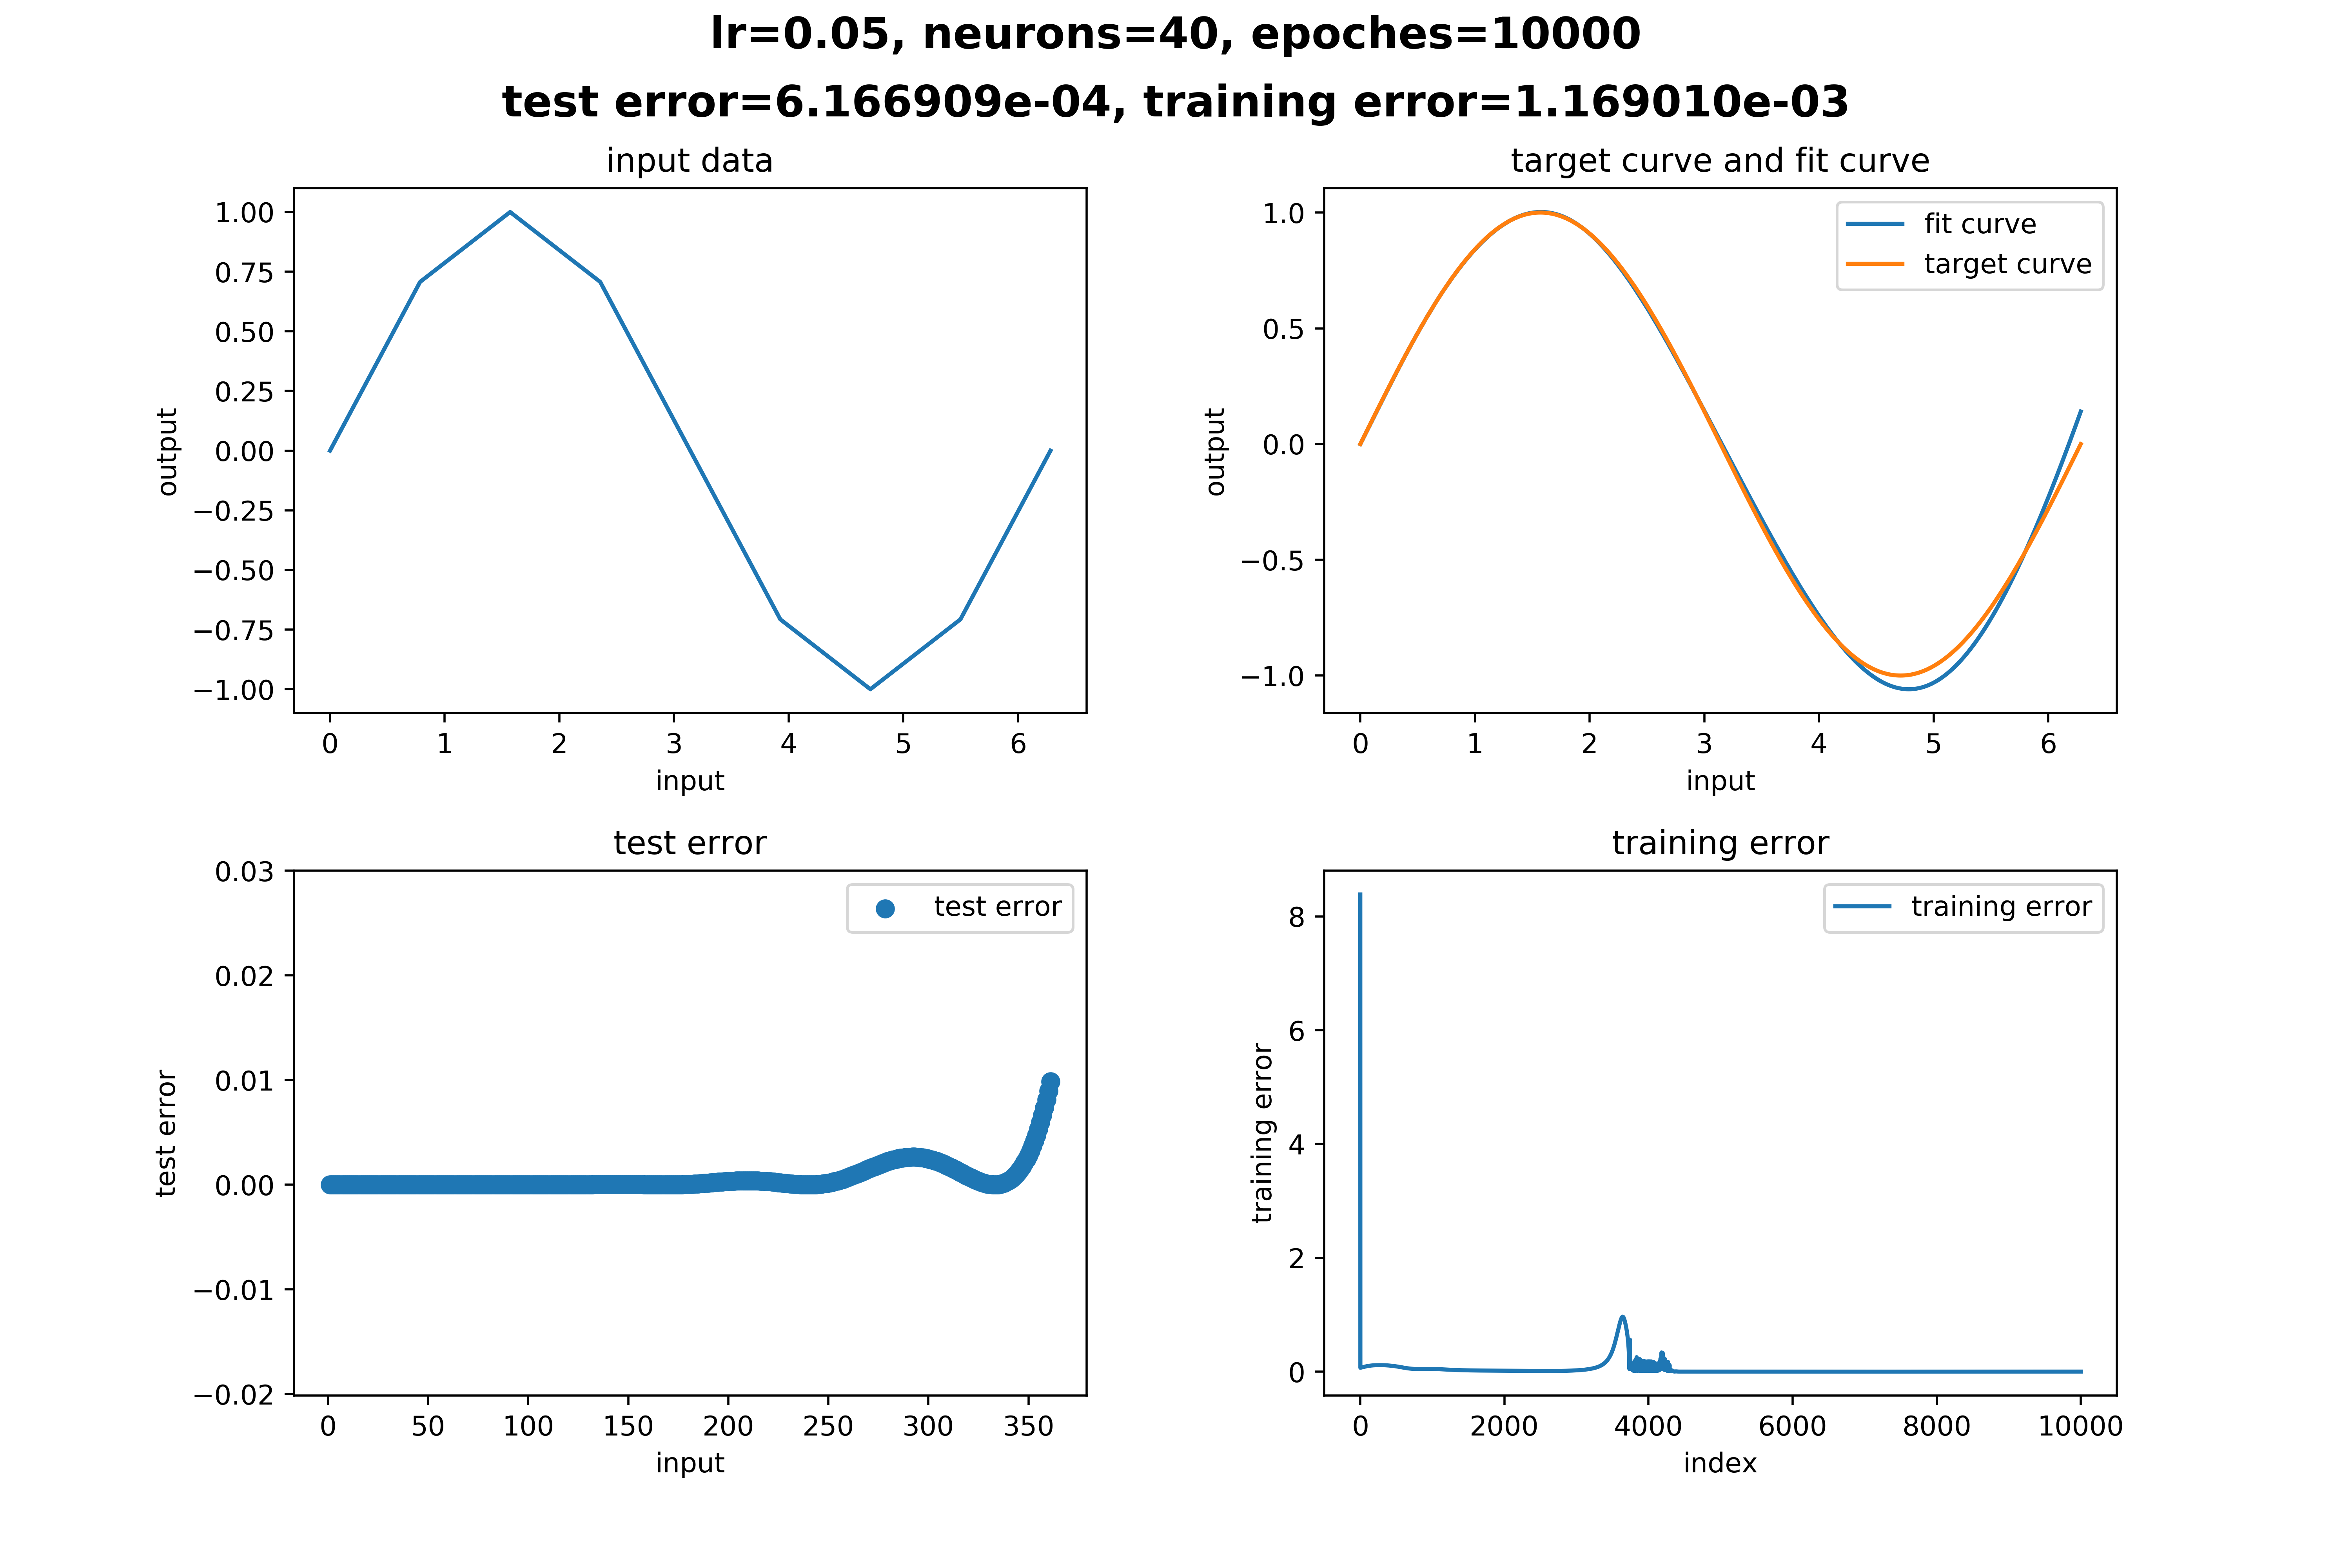 lr=0.05, neurons=40, epoches=10000
test error=6.166909e-04, training error=1.169010e-03
input data
1.00
0.75
0.50
0.25
0.00
−0.25
−0.50
−0.75
−1.00
output
0 1 2 3 4 5 6
input
target curve and fit curve
fit curve
target curve
1.0
0.5
0.0
−0.5
−1.0
output
0 1 2 3 4 5 6
input
test error
test error
0.03
0.02
0.01
0.00
−0.01
−0.02
test error
0 50 100 150 200 250 300 350
input
training error
training error
8
6
4
2
0
training error
0 2000 4000 6000 8000 10000
index